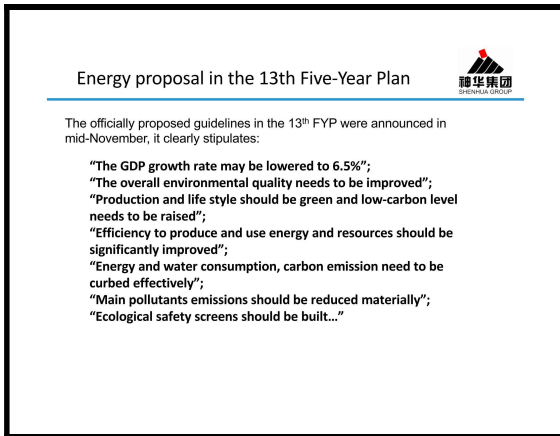 Energy proposal in the 13th Five-Year Plan
神华集团
SHENHUA GROUP
The officially proposed guidelines in the 13th FYP were announced in
mid-November, it clearly stipulates:
“The GDP growth rate may be lowered to 6.5%”;
“The overall environmental quality needs to be improved”;
“Production and life style should be green and low-carbon level
needs to be raised”;
“Efficiency to produce and use energy and resources should be
significantly improved”;
“Energy and water consumption, carbon emission need to be
curbed effectively”;
“Main pollutants emissions should be reduced materially”;
“Ecological safety screens should be built…”